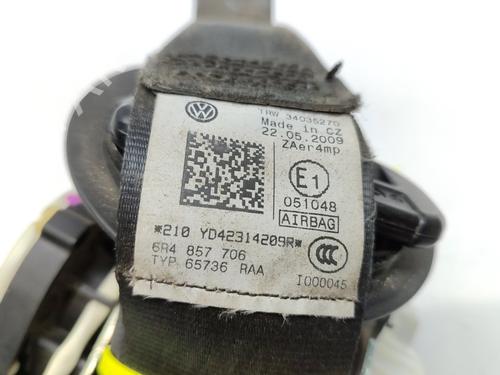 TRW 34035270
Made in CZ
22.05.2009
ZAer4mp
E1
051048
AIRBAG
*210 YD42314209R*
6R4 857 706
TYP 65736 RAA
I000045